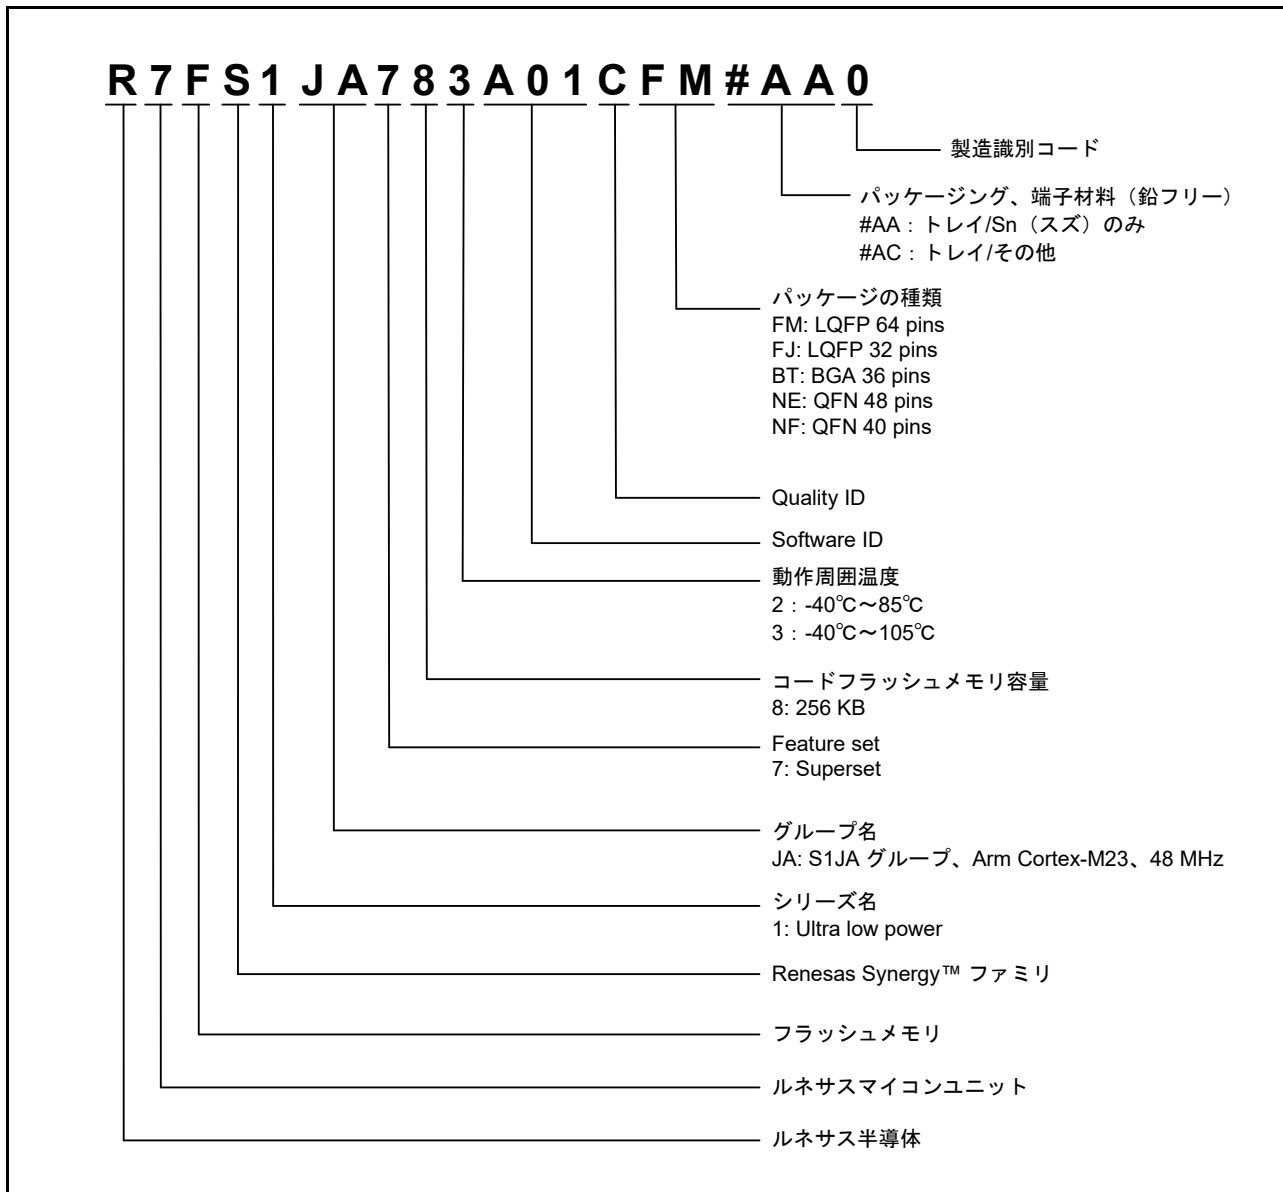 R7FS1JA783A01CFM#AA0
製造識別コード
パッケージング、端子材料（鉛フリー）
#AA：トレイ/Sn（スズ）のみ
#AC：トレイ/その他
パッケージの種類
FM: LQFP 64 pins
FJ: LQFP 32 pins
BT: BGA 36 pins
NE: QFN 48 pins
NF: QFN 40 pins
Quality ID
Software ID
動作周囲温度
2：-40℃～85℃
3：-40℃～105℃
コードフラッシュメモリ容量
8: 256 KB
Feature set
7: Superset
グループ名
JA: S1JA グループ、Arm Cortex-M23、48 MHz
シリーズ名
1: Ultra low power
Renesas Synergy™ ファミリ
フラッシュメモリ
ルネサスマイコンユニット
ルネサス半導体